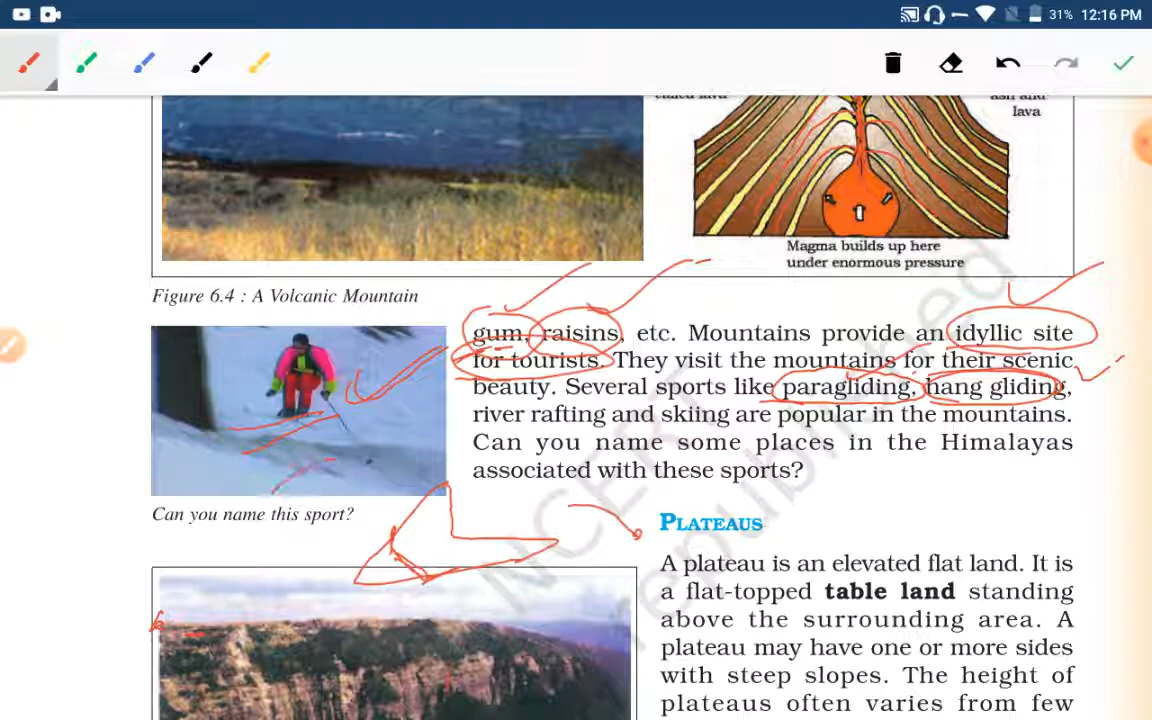 31% 12:16 PM
called lava
ash and
lava
Magma builds up here
under enormous pressure
Figure 6.4 : A Volcanic Mountain
gum, raisins, etc. Mountains provide an idyllic site
for tourists. They visit the mountains for their scenic
beauty. Several sports like paragliding, hang gliding,
river rafting and skiing are popular in the mountains.
Can you name some places in the Himalayas
associated with these sports?
Can you name this sport?
PLATEAUS
A plateau is an elevated flat land. It is
a flat-topped table land standing
above the surrounding area. A
plateau may have one or more sides
with steep slopes. The height of
plateaus often varies from few
NCERT
republished